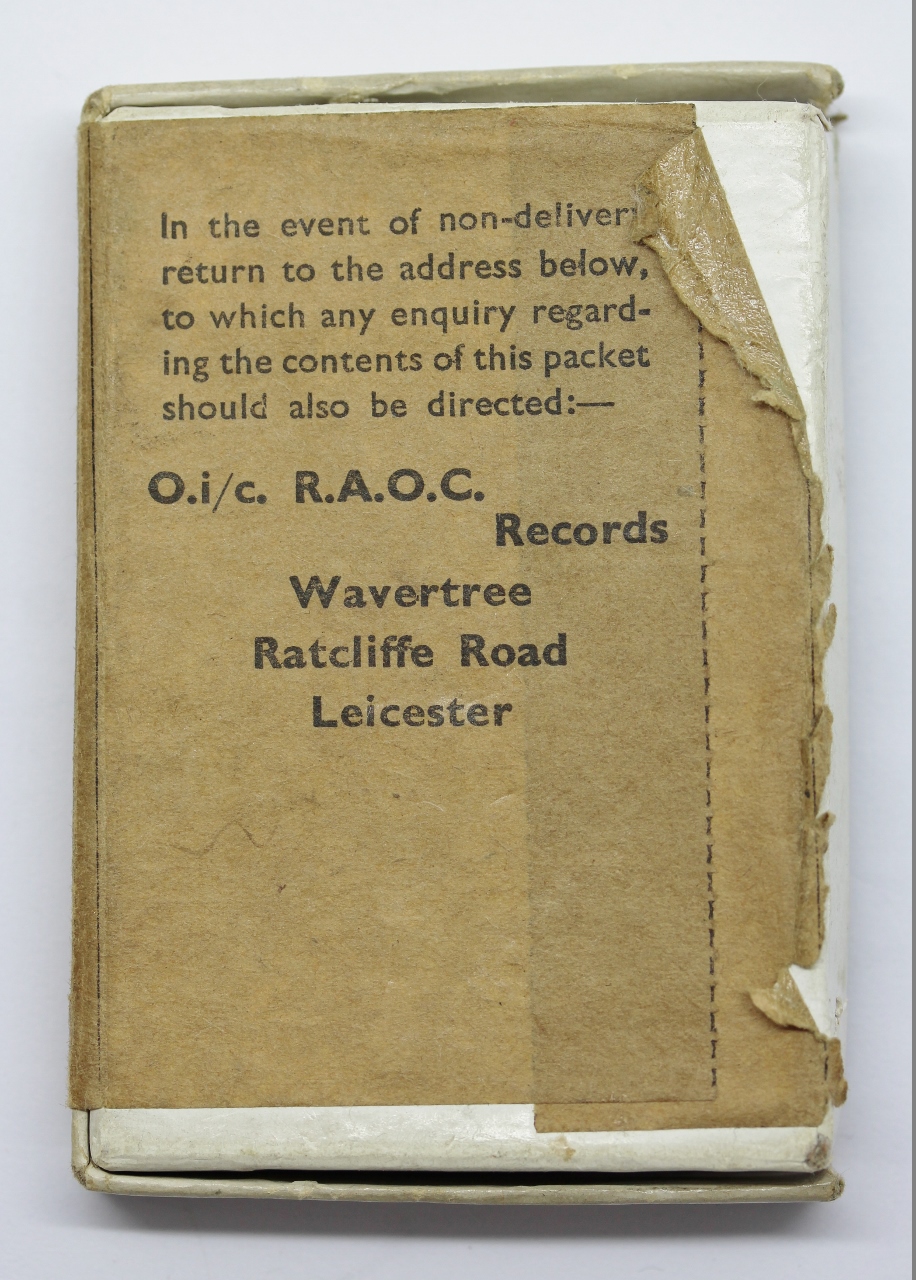 In the event of non-delivery
return to the address below,
to which any enquiry regard-
ing the contents of this packet
should also be directed:—
O.i/c. R.A.O.C.
Records
Wavertree
Ratcliffe Road
Leicester